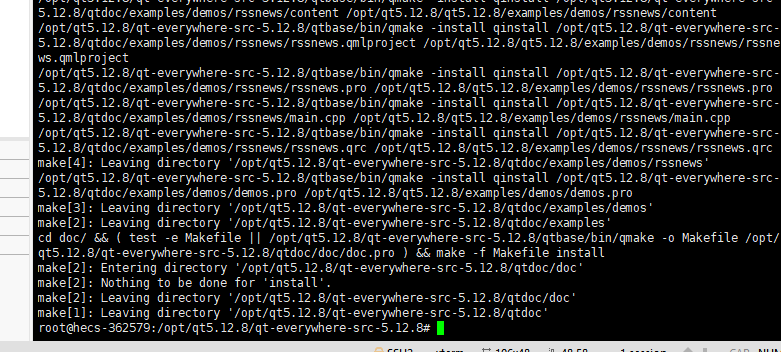 /opt/qt5.12.8/qt-everywhere-src-5.12.8/qtbase/bin/qmake -install qinstall /opt/qt5.12.8/qt-everywhere-src-
5.12.8/qtdoc/examples/demos/rssnews/content /opt/qt5.12.8/qt5.12.8/examples/demos/rssnews/content
/opt/qt5.12.8/qt-everywhere-src-5.12.8/qtbase/bin/qmake -install qinstall /opt/qt5.12.8/qt-everywhere-src-
5.12.8/qtdoc/examples/demos/rssnews/rssnews.qmlproject /opt/qt5.12.8/qt5.12.8/examples/demos/rssnews/rssne
ws.qmlproject
/opt/qt5.12.8/qt-everywhere-src-5.12.8/qtbase/bin/qmake -install qinstall /opt/qt5.12.8/qt-everywhere-src-
5.12.8/qtdoc/examples/demos/rssnews/rssnews.pro /opt/qt5.12.8/qt5.12.8/examples/demos/rssnews/rssnews.pro
/opt/qt5.12.8/qt-everywhere-src-5.12.8/qtbase/bin/qmake -install qinstall /opt/qt5.12.8/qt-everywhere-src-
5.12.8/qtdoc/examples/demos/rssnews/main.cpp /opt/qt5.12.8/qt5.12.8/examples/demos/rssnews/main.cpp
/opt/qt5.12.8/qt-everywhere-src-5.12.8/qtbase/bin/qmake -install qinstall /opt/qt5.12.8/qt-everywhere-src-
5.12.8/qtdoc/examples/demos/rssnews/rssnews.qrc /opt/qt5.12.8/qt5.12.8/examples/demos/rssnews/rssnews.qrc
make[4]: Leaving directory '/opt/qt5.12.8/qt-everywhere-src-5.12.8/qtdoc/examples/demos/rssnews'
/opt/qt5.12.8/qt-everywhere-src-5.12.8/qtbase/bin/qmake -install qinstall /opt/qt5.12.8/qt-everywhere-src-
5.12.8/qtdoc/examples/demos/demos.pro /opt/qt5.12.8/qt5.12.8/examples/demos/demos.pro
make[3]: Leaving directory '/opt/qt5.12.8/qt-everywhere-src-5.12.8/qtdoc/examples/demos'
make[2]: Leaving directory '/opt/qt5.12.8/qt-everywhere-src-5.12.8/qtdoc/examples'
cd doc/ && ( test -e Makefile || /opt/qt5.12.8/qt-everywhere-src-5.12.8/qtbase/bin/qmake -o Makefile /opt/
qt5.12.8/qt-everywhere-src-5.12.8/qtdoc/doc/doc.pro ) && make -f Makefile install
make[2]: Entering directory '/opt/qt5.12.8/qt-everywhere-src-5.12.8/qtdoc/doc'
make[2]: Nothing to be done for 'install'.
make[2]: Leaving directory '/opt/qt5.12.8/qt-everywhere-src-5.12.8/qtdoc/doc'
make[1]: Leaving directory '/opt/qt5.12.8/qt-everywhere-src-5.12.8/qtdoc'
root@hecs-362579:/opt/qt5.12.8/qt-everywhere-src-5.12.8#
SSH2 xterm 106x48 48,58 1 session CAP NUM